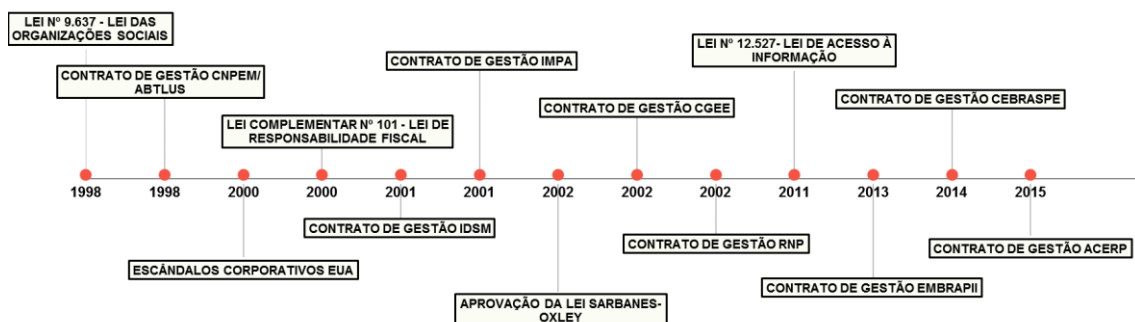 LEI Nº 9.637 - LEI DAS
ORGANIZAÇÕES SOCIAIS
CONTRATO DE GESTÃO CNPEM/
ABTLUS
LEI COMPLEMENTAR Nº 101 - LEI DE
RESPONSABILIDADE FISCAL
CONTRATO DE GESTÃO IMPA
CONTRATO DE GESTÃO CGEE
LEI Nº 12.527- LEI DE ACESSO À
INFORMAÇÃO
CONTRATO DE GESTÃO CEBRASPE
1998 1998 2000 2000 2001 2001 2002 2002 2002 2011 2013 2014 2015
ESCÂNDALOS CORPORATIVOS EUA
CONTRATO DE GESTÃO IDSM
APROVAÇÃO DA LEI SARBANES-
OXLEY
CONTRATO DE GESTÃO RNP
CONTRATO DE GESTÃO EMBRAPII
CONTRATO DE GESTÃO ACERP